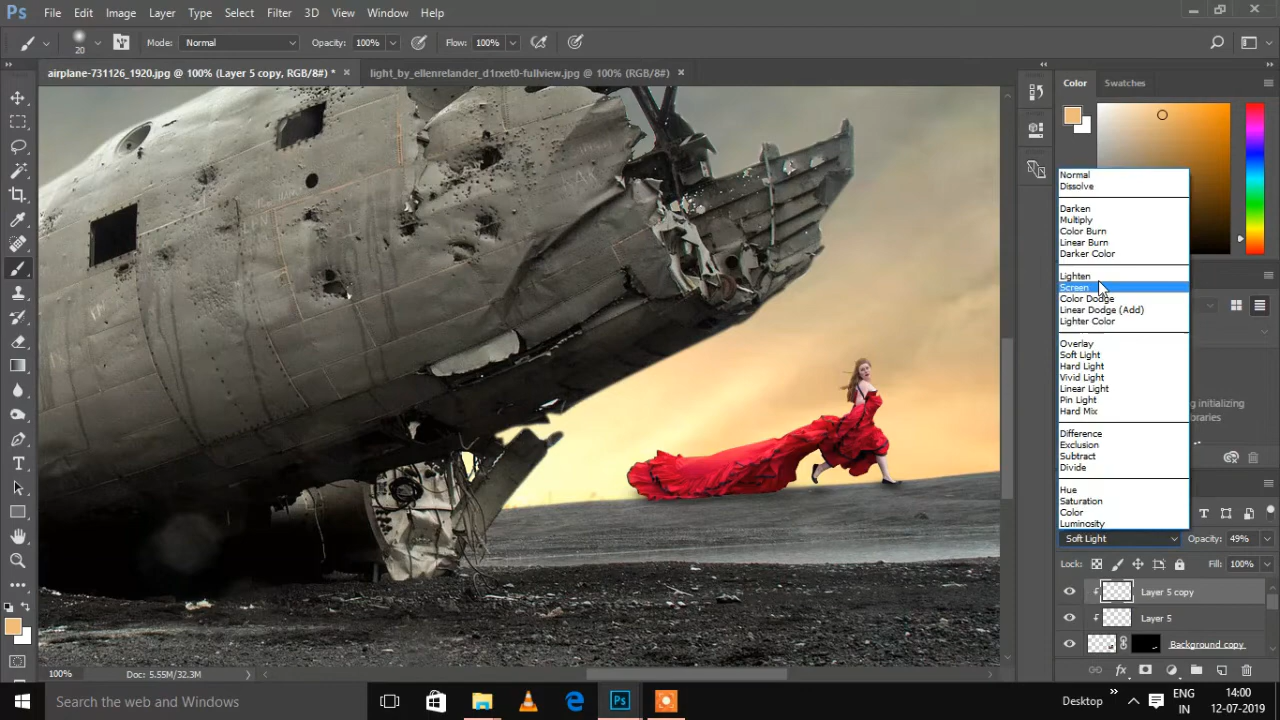 Ps File Edit Image Layer Type Select Filter 3D View Window Help
20 Mode: Normal Opacity: 100% Flow: 100%
airplane-731126_1920.jpg @ 100% (Layer 5 copy, RGB/8#) * × light_by_ellenrelander_d1rxet0-fullview.jpg @ 100% (RGB/8#) ×
Color Swatches
Normal
Dissolve
Darken
Multiply
Color Burn
Linear Burn
Darker Color
Lighten
Screen
Color Dodge
Linear Dodge (Add)
Lighter Color
Overlay
Soft Light
Hard Light
Vivid Light
Linear Light
Pin Light
Hard Mix
Difference
Exclusion
Subtract
Divide
Hue
Saturation
Color
Luminosity
ng initializing
braries
Soft Light Opacity: 49%
Lock: Fill: 100%
Layer 5 copy
Layer 5
Background copy
100% Doc: 5.55M/32.3M
Search the web and Windows
Desktop
ENG
IN
14:00
12-07-2019